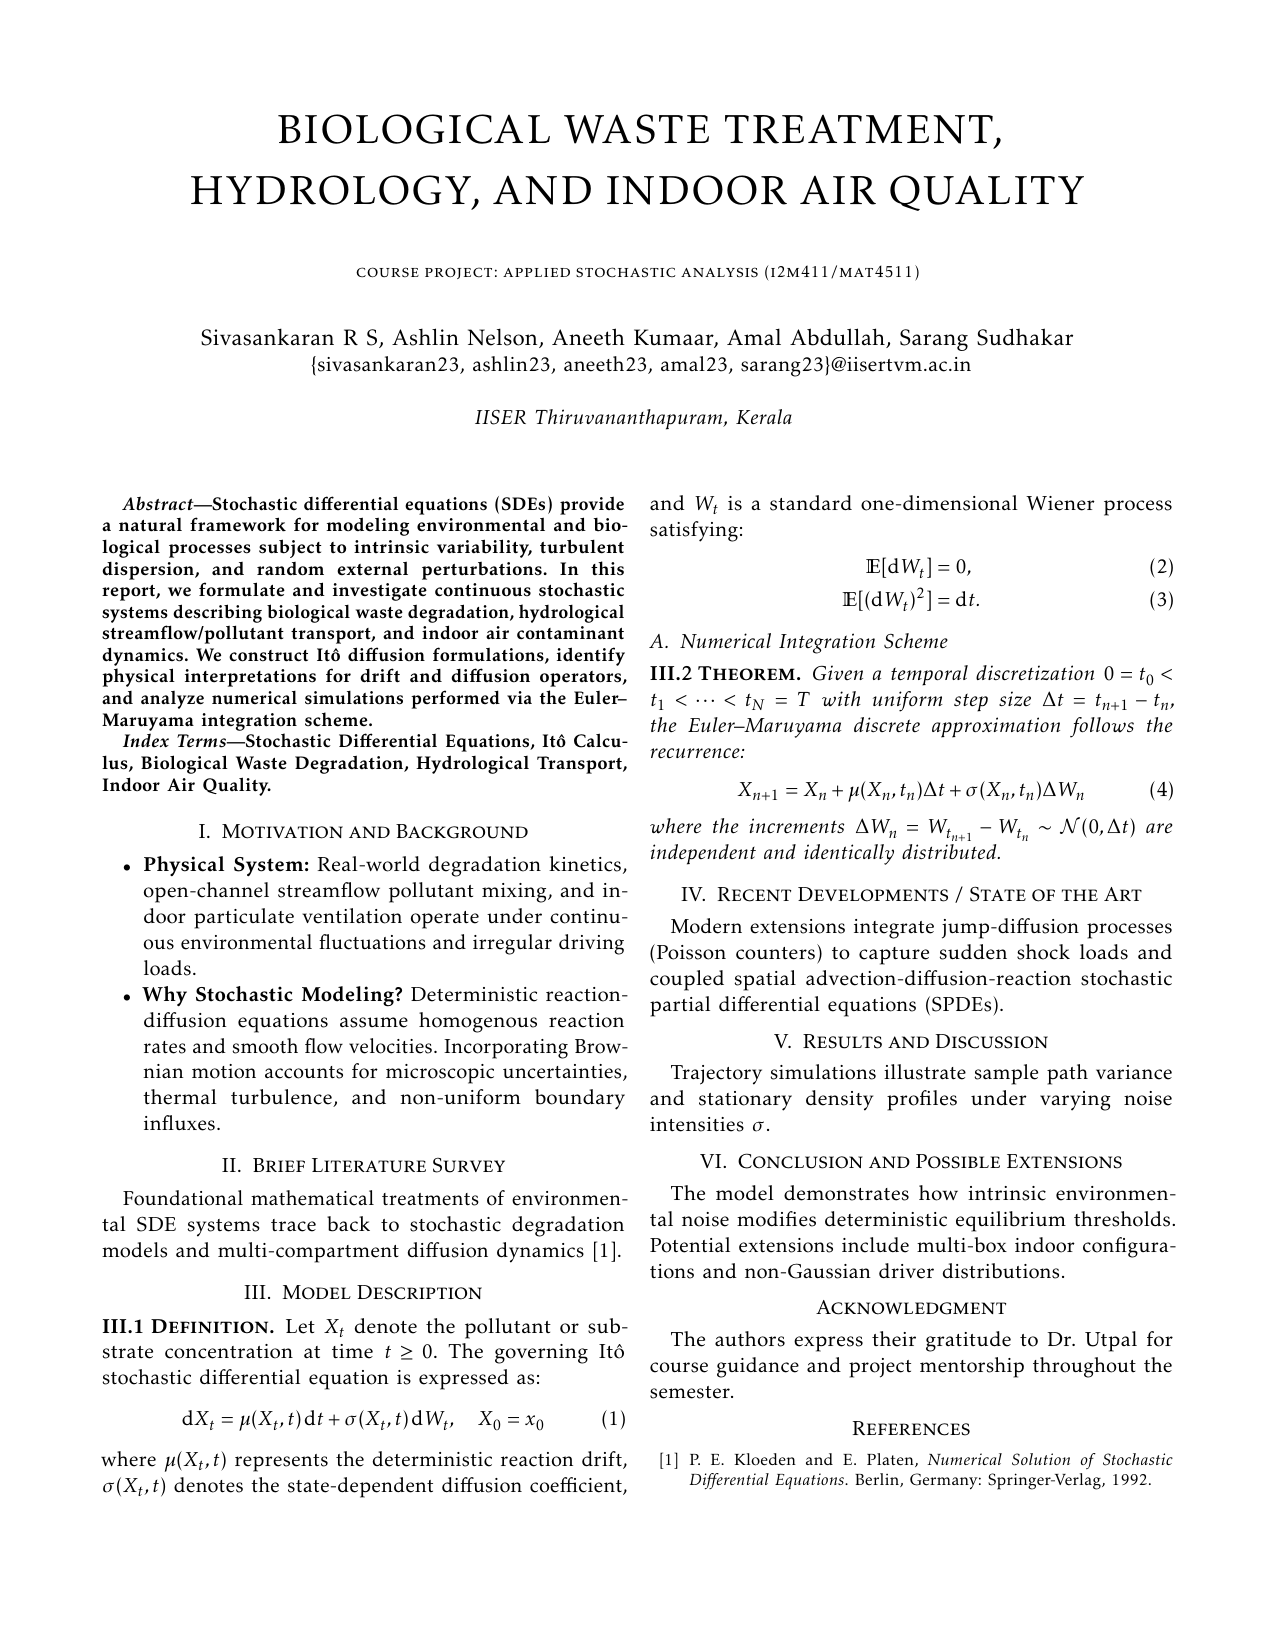 BIOLOGICAL WASTE TREATMENT,
HYDROLOGY, AND INDOOR AIR QUALITY
COURSE PROJECT: APPLIED STOCHASTIC ANALYSIS (I2M411/MAT4511)
Sivasankaran R S, Ashlin Nelson, Aneeth Kumaar, Amal Abdullah, Sarang Sudhakar
{sivasankaran23, ashlin23, aneeth23, amal23, sarang23}@iisertvm.ac.in
IISER Thiruvananthapuram, Kerala
Abstract—Stochastic differential equations (SDEs) provide
a natural framework for modeling environmental and bio-
logical processes subject to intrinsic variability, turbulent
dispersion, and random external perturbations. In this
report, we formulate and investigate continuous stochastic
systems describing biological waste degradation, hydrological
streamflow/pollutant transport, and indoor air contaminant
dynamics. We construct Itô diffusion formulations, identify
physical interpretations for drift and diffusion operators,
and analyze numerical simulations performed via the Euler–
Maruyama integration scheme.
Index Terms—Stochastic Differential Equations, Itô Calcu-
lus, Biological Waste Degradation, Hydrological Transport,
Indoor Air Quality.
I. Motivation and Background
• Physical System: Real-world degradation kinetics,
open-channel streamflow pollutant mixing, and in-
door particulate ventilation operate under continu-
ous environmental fluctuations and irregular driving
loads.
• Why Stochastic Modeling? Deterministic reaction-
diffusion equations assume homogenous reaction
rates and smooth flow velocities. Incorporating Brow-
nian motion accounts for microscopic uncertainties,
thermal turbulence, and non-uniform boundary
influxes.
II. Brief Literature Survey
Foundational mathematical treatments of environmen-
tal SDE systems trace back to stochastic degradation
models and multi-compartment diffusion dynamics [1].
III. Model Description
III.1 Definition. Let X_t denote the pollutant or sub-
strate concentration at time t ≥ 0. The governing Itô
stochastic differential equation is expressed as:
dX_t = μ(X_t, t) dt + σ(X_t, t) dW_t, X_0 = x_0 (1)
where μ(X_t, t) represents the deterministic reaction drift,
σ(X_t, t) denotes the state-dependent diffusion coefficient,
and W_t is a standard one-dimensional Wiener process
satisfying:
𝔼[dW_t] = 0, (2)
𝔼[(dW_t)^2] = dt. (3)
A. Numerical Integration Scheme
III.2 Theorem. Given a temporal discretization 0 = t_0 <
t_1 < ⋯ < t_N = T with uniform step size Δt = t_{n+1} − t_n,
the Euler–Maruyama discrete approximation follows the
recurrence:
X_{n+1} = X_n + μ(X_n, t_n)Δt + σ(X_n, t_n)ΔW_n (4)
where the increments ΔW_n = W_{t_{n+1}} − W_{t_n} ∼ 𝒩(0, Δt) are
independent and identically distributed.
IV. Recent Developments / State of the Art
Modern extensions integrate jump-diffusion processes
(Poisson counters) to capture sudden shock loads and
coupled spatial advection-diffusion-reaction stochastic
partial differential equations (SPDEs).
V. Results and Discussion
Trajectory simulations illustrate sample path variance
and stationary density profiles under varying noise
intensities σ.
VI. Conclusion and Possible Extensions
The model demonstrates how intrinsic environmen-
tal noise modifies deterministic equilibrium thresholds.
Potential extensions include multi-box indoor configura-
tions and non-Gaussian driver distributions.
Acknowledgment
The authors express their gratitude to Dr. Utpal for
course guidance and project mentorship throughout the
semester.
References
[1] P. E. Kloeden and E. Platen, Numerical Solution of Stochastic
Differential Equations. Berlin, Germany: Springer-Verlag, 1992.